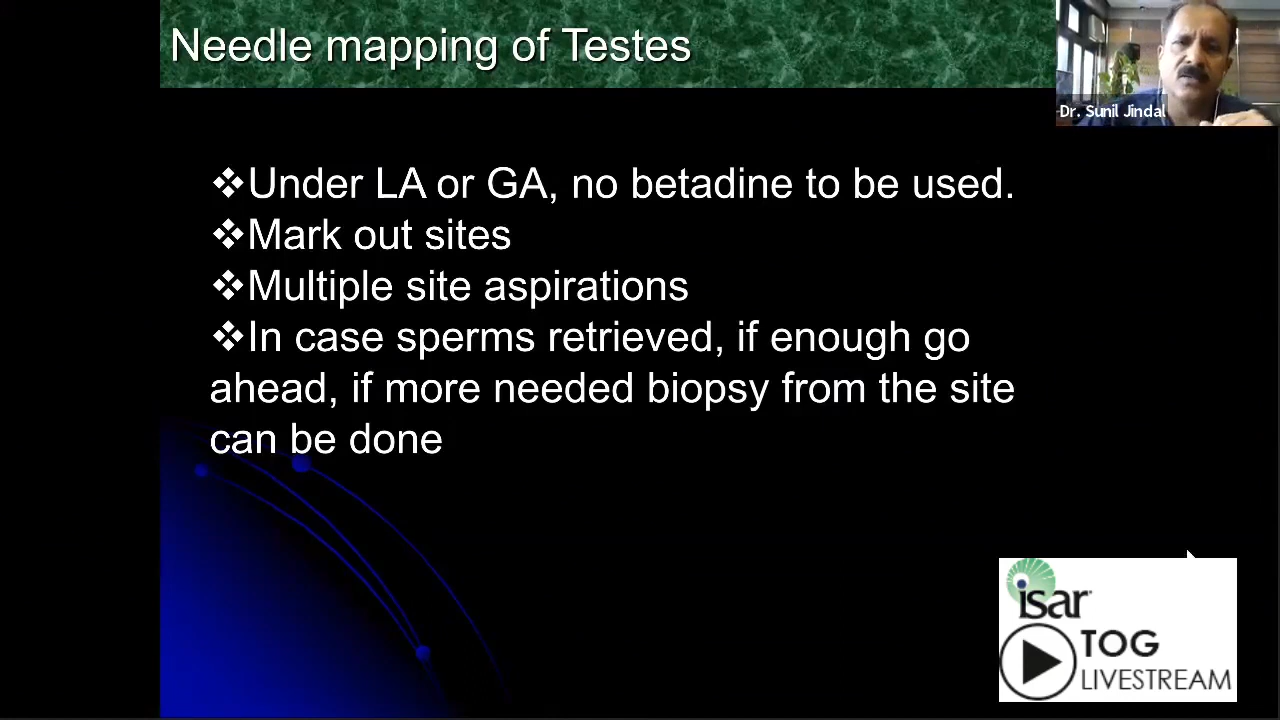 Needle mapping of Testes
Dr. Sunil Jindal
❖Under LA or GA, no betadine to be used.
❖Mark out sites
❖Multiple site aspirations
❖In case sperms retrieved, if enough go
ahead, if more needed biopsy from the site
can be done
isar
TOG
LIVESTREAM